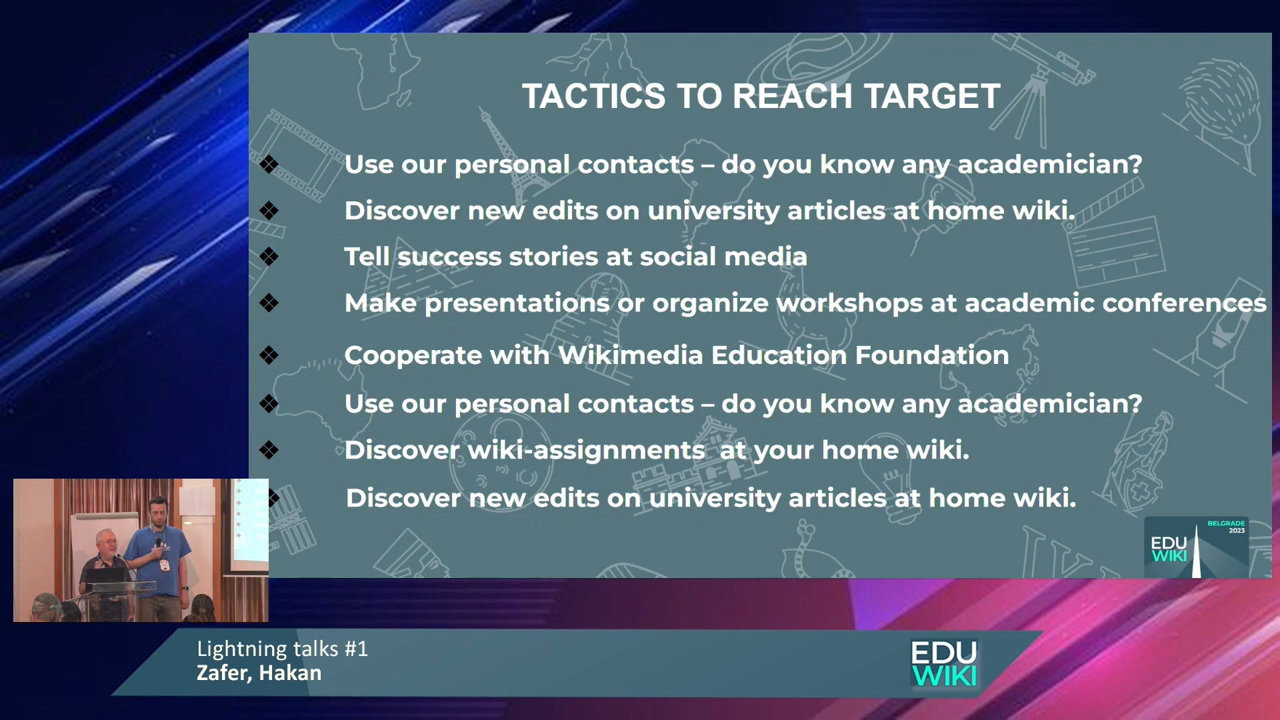 TACTICS TO REACH TARGET
Use our personal contacts – do you know any academician?
Discover new edits on university articles at home wiki.
Tell success stories at social media
Make presentations or organize workshops at academic conferences
Cooperate with Wikimedia Education Foundation
Use our personal contacts – do you know any academician?
Discover wiki-assignments at your home wiki.
Discover new edits on university articles at home wiki.
BELGRADE
2023
EDU
WIKI
Lightning talks #1
Zafer, Hakan
EDU
WIKI